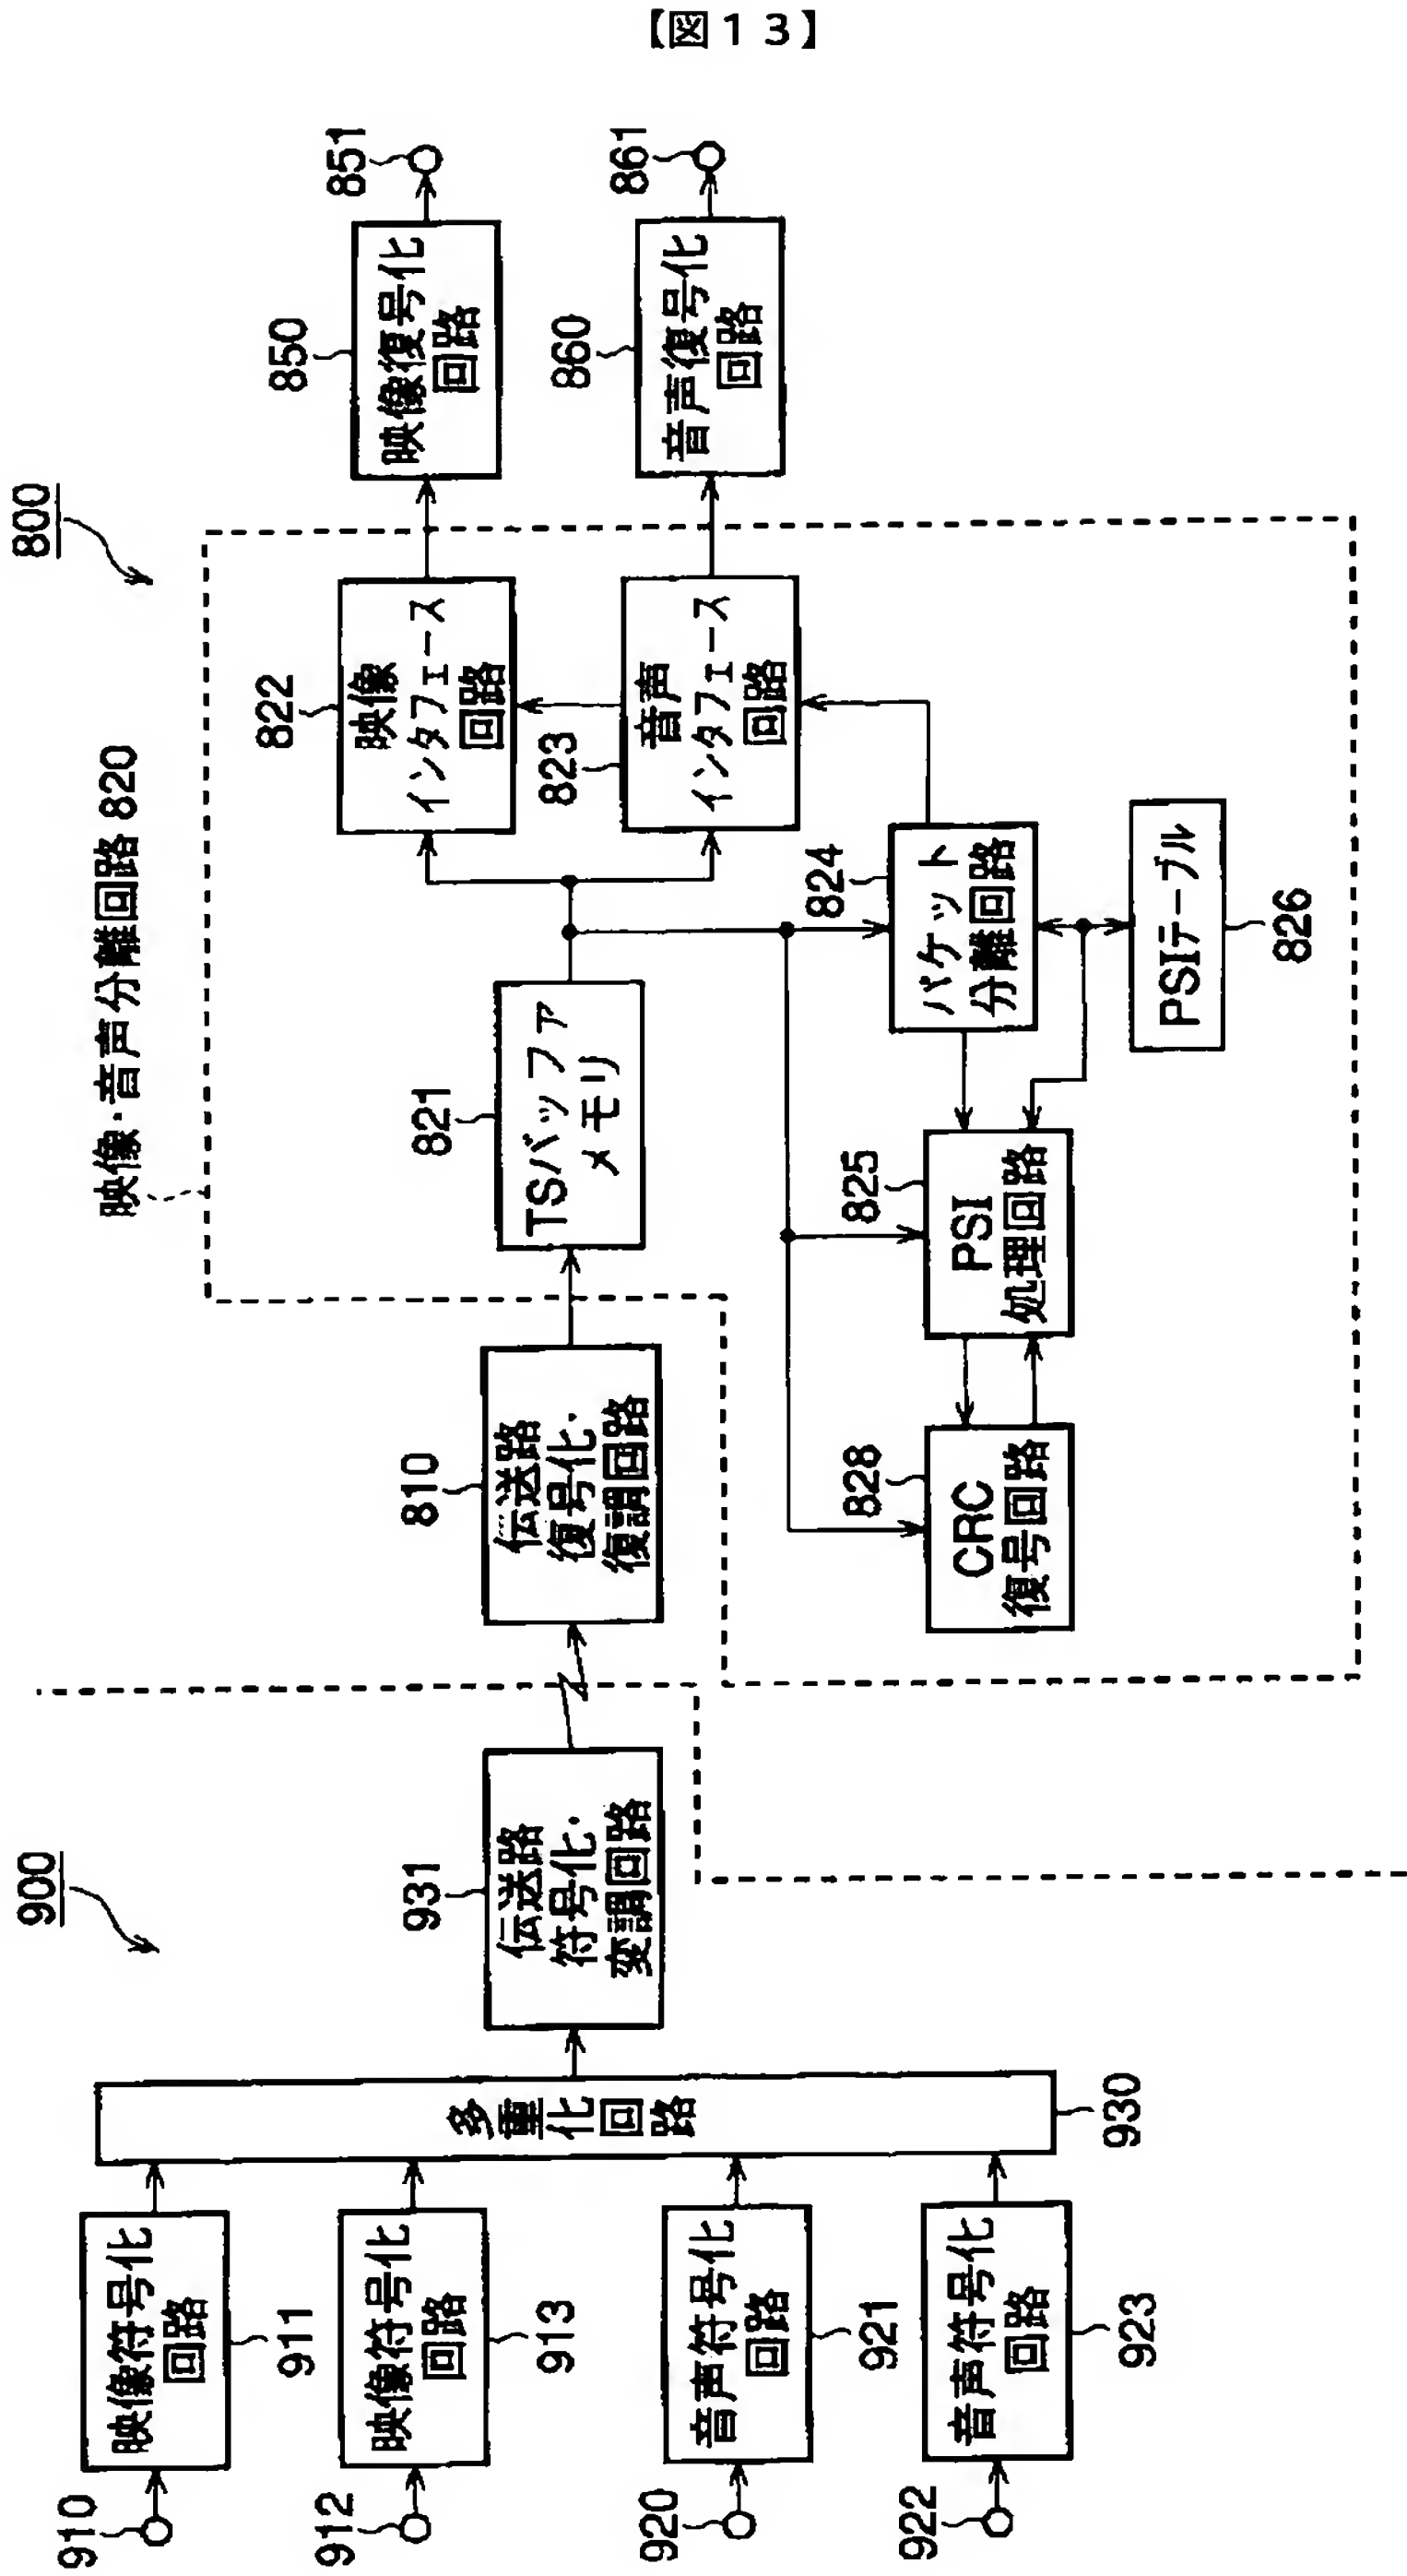 【図１３】
900
910
映像符号化
回路
911
912
映像符号化
回路
913
920
音声符号化
回路
921
922
音声符号化
回路
923
多重化回路
930
931
伝送路
符号化・
変調回路
800
810
伝送路
復号化・
復調回路
映像・音声分離回路 820
821
TSバッファ
メモリ
822
映像
インタフェース
回路
823
音声
インタフェース
回路
824
パケット
分離回路
825
PSI
処理回路
PSIテーブル
826
828
CRC
復号回路
850
映像復号化
回路
851
860
音声復号化
回路
861